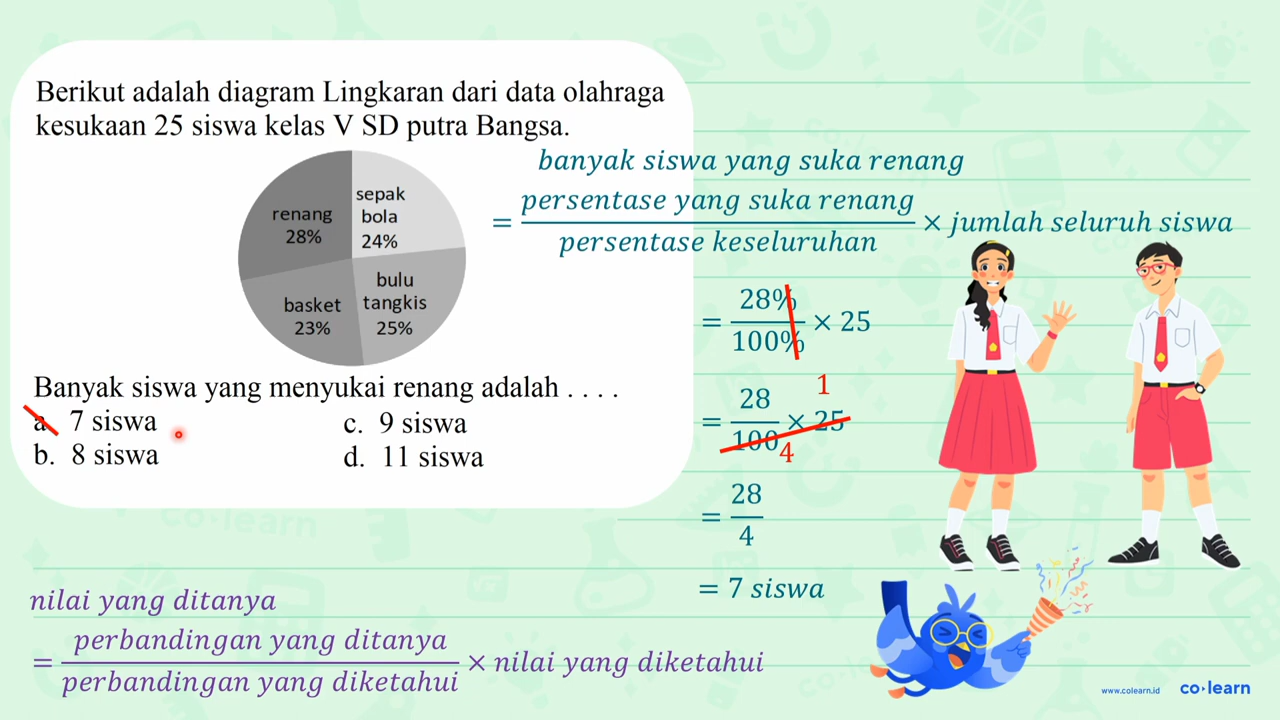 Berikut adalah diagram Lingkaran dari data olahraga
kesukaan 25 siswa kelas V SD putra Bangsa.
renang
28%
sepak
bola
24%
basket
23%
bulu
tangkis
25%
Banyak siswa yang menyukai renang adalah . . . .
a. 7 siswa
b. 8 siswa
c. 9 siswa
d. 11 siswa
banyak siswa yang suka renang
= persentase yang suka renang / persentase keseluruhan × jumlah seluruh siswa
= 28% / 100% × 25
1
= 28 / 100 × 25
4
= 28 / 4
= 7 siswa
nilai yang ditanya
= perbandingan yang ditanya / perbandingan yang diketahui × nilai yang diketahui
co·learn
www.colearn.id co·learn